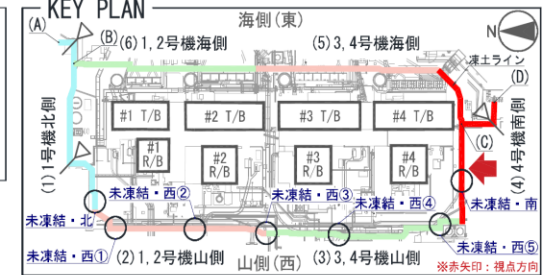 KEY PLAN
海側(東)
N
(A)
(B)
(6)1,2号機海側
(5)3,4号機海側
凍土ライン
(D)
#1 T/B
#2 T/B
#3 T/B
#4 T/B
(1)1号機北側
(C)
(4)4号機南側
#1
R/B
#2
R/B
#3
R/B
#4
R/B
未凍結・西②
未凍結・西③
未凍結・西④
未凍結・南
未凍結・北
未凍結・西①
(2)1,2号機山側
(3)3,4号機山側
未凍結・西⑤
山側(西)
※赤矢印:視点方向